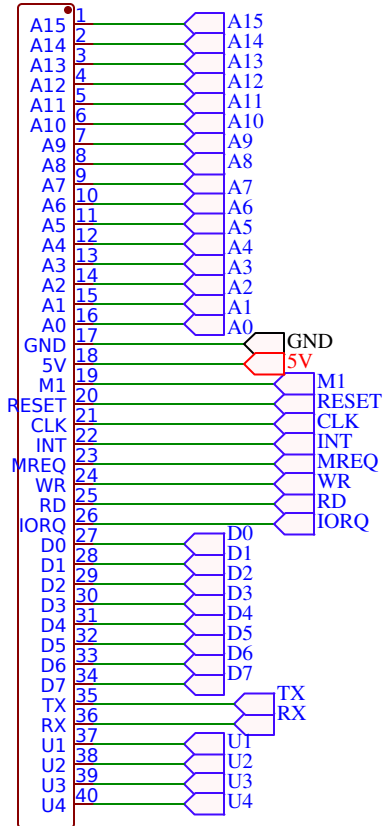 A15 1 A15
A14 2 A14
A13 3 A13
A12 4 A12
A11 5 A11
A10 6 A10
A9 7 A9
A8 8 A8
A7 9 A7
A6 10 A6
A5 11 A5
A4 12 A4
A3 13 A3
A2 14 A2
A1 15 A1
A0 16 A0
GND 17 GND
5V 18 5V
M1 19 M1
RESET 20 RESET
CLK 21 CLK
INT 22 INT
MREQ 23 MREQ
WR 24 WR
RD 25 RD
IORQ 26 IORQ
D0 27 D0
D1 28 D1
D2 29 D2
D3 30 D3
D4 31 D4
D5 32 D5
D6 33 D6
D7 34 D7
TX 35 TX
RX 36 RX
U1 37 U1
U2 38 U2
U3 39 U3
U4 40 U4